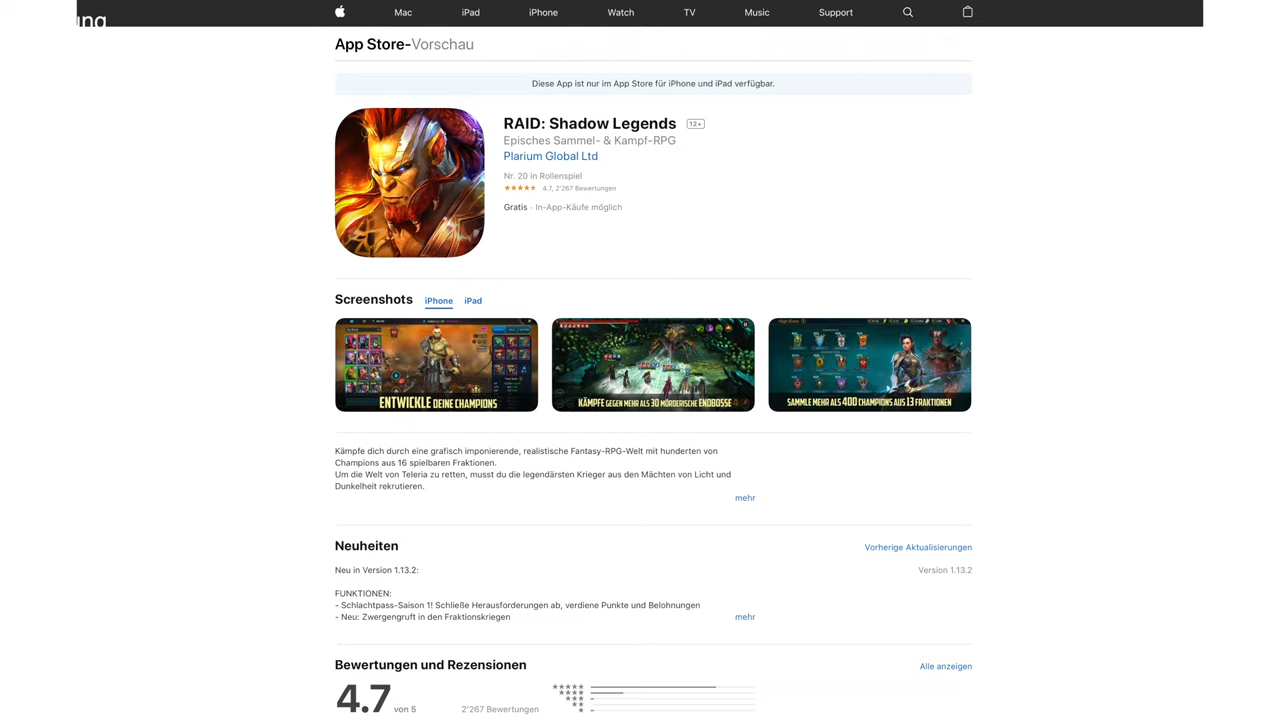 ung
Mac iPad iPhone Watch TV Music Support
App Store-Vorschau
Diese App ist nur im App Store für iPhone und iPad verfügbar.
RAID: Shadow Legends 12+
Episches Sammel- & Kampf-RPG
Plarium Global Ltd
Nr. 20 in Rollenspiel
★★★★★ 4.7, 2'267 Bewertungen
Gratis · In-App-Käufe möglich
Screenshots iPhone iPad
ENTWICKLE DEINE CHAMPIONS
KÄMPFE GEGEN MEHR ALS 30 MÖRDERISCHE ENDBOSSE
SAMMLE MEHR ALS 400 CHAMPIONS AUS 13 FRAKTIONEN
Kämpfe dich durch eine grafisch imponierende, realistische Fantasy-RPG-Welt mit hunderten von
Champions aus 16 spielbaren Fraktionen.
Um die Welt von Teleria zu retten, musst du die legendärsten Krieger aus den Mächten von Licht und
Dunkelheit rekrutieren.
mehr
Neuheiten Vorherige Aktualisierungen
Neu in Version 1.13.2: Version 1.13.2
FUNKTIONEN:
- Schlachtpass-Saison 1! Schließe Herausforderungen ab, verdiene Punkte und Belohnungen
- Neu: Zwergengruft in den Fraktionskriegen mehr
Bewertungen und Rezensionen Alle anzeigen
4.7 von 5 2'267 Bewertungen